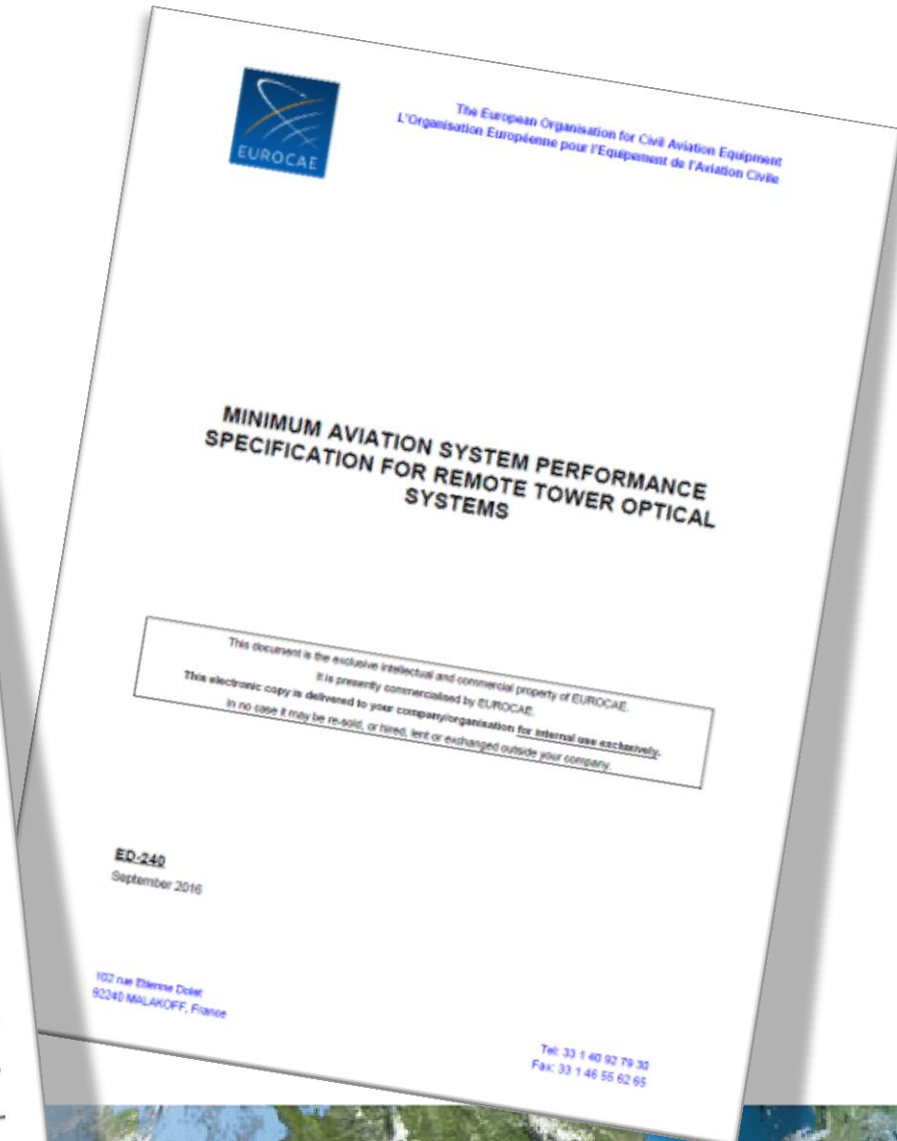 EUROCAE
The European Organisation for Civil Aviation Equipment
L'Organisation Européenne pour l'Equipement de l'Aviation Civile
MINIMUM AVIATION SYSTEM PERFORMANCE
SPECIFICATION FOR REMOTE TOWER OPTICAL
SYSTEMS
This document is the exclusive intellectual and commercial property of EUROCAE.
It is presently commercialised by EUROCAE.
This electronic copy is delivered to your company/organisation for internal use exclusively.
In no case it may be re-sold, or hired, lent or exchanged outside your company.
ED-240
September 2016
102 rue Etienne Dolet
92240 MALAKOFF, France
Tel: 33 1 40 92 79 30
Fax: 33 1 46 55 62 65